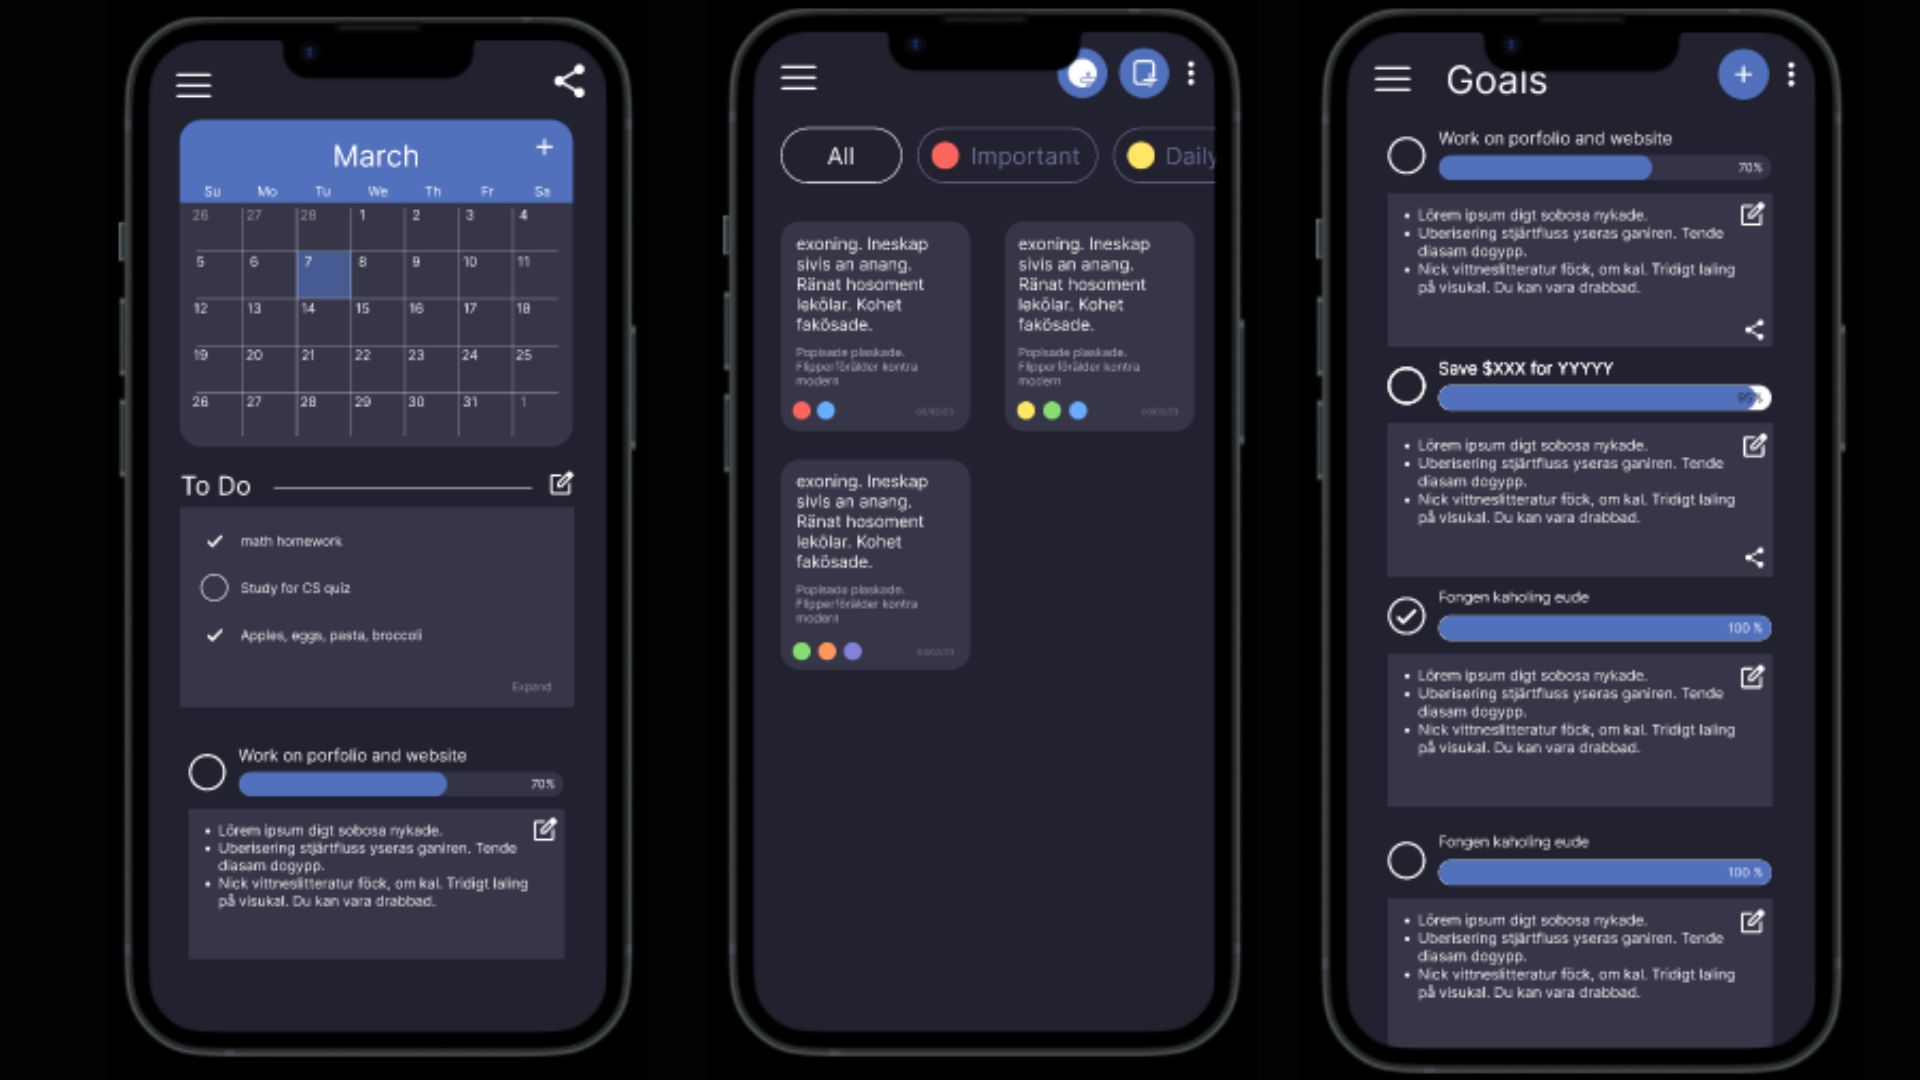 March
+
Su Mo Tu We Th Fr Sa
26 27 28 1 2 3 4
5 6 7 8 9 10 11
12 13 14 15 16 17 18
19 20 21 22 23 24 25
26 27 28 29 30 31 1
To Do
math homework
Study for CS quiz
Apples, eggs, pasta, broccoli
Expand
Work on porfolio and website
70%
• Lörem ipsum digt sobosa nykade.
• Uberisering stjärtfluss yseras ganiren. Tende
diasam dogypp.
• Nick vittneslitteratur föck, om kal. Tridigt laling
på visukal. Du kan vara drabbad.
All
Important
Daily
exoning. Ineskap
sivis an anang.
Ränat hosoment
lekölar. Kohet
fakösade.
Popisade plaskade.
Flipperförälder kontra
modern
exoning. Ineskap
sivis an anang.
Ränat hosoment
lekölar. Kohet
fakösade.
Popisade plaskade.
Flipperförälder kontra
modern
exoning. Ineskap
sivis an anang.
Ränat hosoment
lekölar. Kohet
fakösade.
Popisade plaskade.
Flipperförälder kontra
modern
Goals
+
Work on porfolio and website
70%
• Lörem ipsum digt sobosa nykade.
• Uberisering stjärtfluss yseras ganiren. Tende
diasam dogypp.
• Nick vittneslitteratur föck, om kal. Tridigt laling
på visukal. Du kan vara drabbad.
Save $XXX for YYYYY
• Lörem ipsum digt sobosa nykade.
• Uberisering stjärtfluss yseras ganiren. Tende
diasam dogypp.
• Nick vittneslitteratur föck, om kal. Tridigt laling
på visukal. Du kan vara drabbad.
Fongen kaholing eude
100 %
• Lörem ipsum digt sobosa nykade.
• Uberisering stjärtfluss yseras ganiren. Tende
diasam dogypp.
• Nick vittneslitteratur föck, om kal. Tridigt laling
på visukal. Du kan vara drabbad.
Fongen kaholing eude
100 %
• Lörem ipsum digt sobosa nykade.
• Uberisering stjärtfluss yseras ganiren. Tende
diasam dogypp.
• Nick vittneslitteratur föck, om kal. Tridigt laling
på visukal. Du kan vara drabbad.